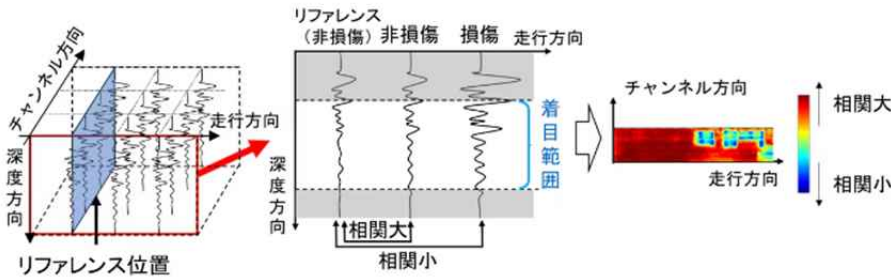 チャンネル方向
走行方向
深度方向
リファレンス位置
リファレンス
（非損傷）
非損傷
損傷
走行方向
着目範囲
深度方向
相関大
相関小
チャンネル方向
走行方向
相関大
相関小